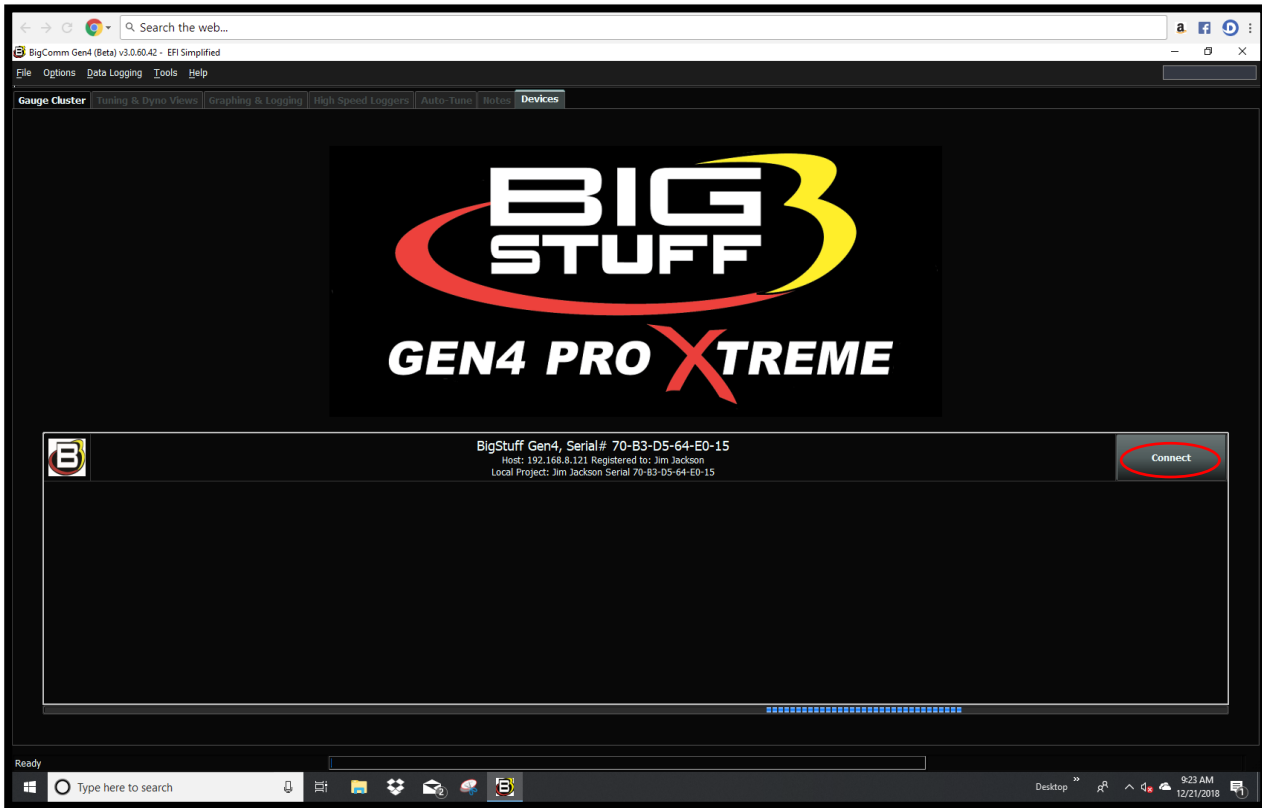 Search the web...
BigComm Gen4 (Beta) v3.0.60.42 - EFI Simplified
File Options Data Logging Tools Help
Gauge Cluster Tuning & Dyno Views Graphing & Logging High Speed Loggers Auto-Tune Notes Devices
BIG 3
STUFF
GEN4 PRO XTREME
BigStuff Gen4, Serial# 70-B3-D5-64-E0-15
Host: 192.168.8.121 Registered to: Jim Jackson
Local Project: Jim Jackson Serial 70-B3-D5-64-E0-15
Connect
Ready
Type here to search
2
Desktop
9:23 AM
12/21/2018
1